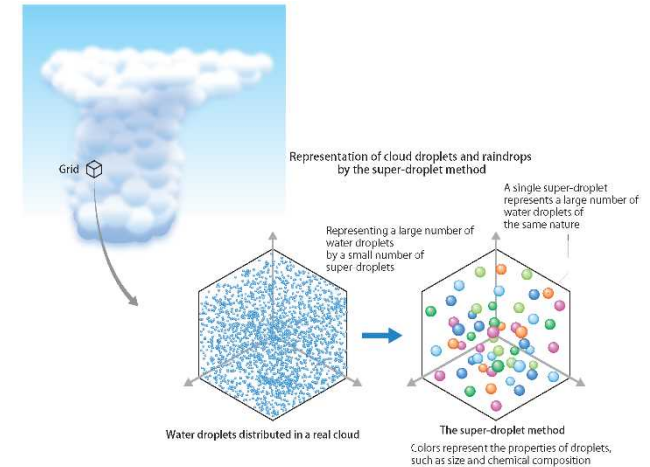 Grid
Representation of cloud droplets and raindrops
by the super-droplet method
A single super-droplet
represents a large number of
water droplets of
the same nature
Representing a large number of
water droplets
by a small number of
super droplets
Water droplets distributed in a real cloud
The super-droplet method
Colors represent the properties of droplets,
such as size and chemical composition